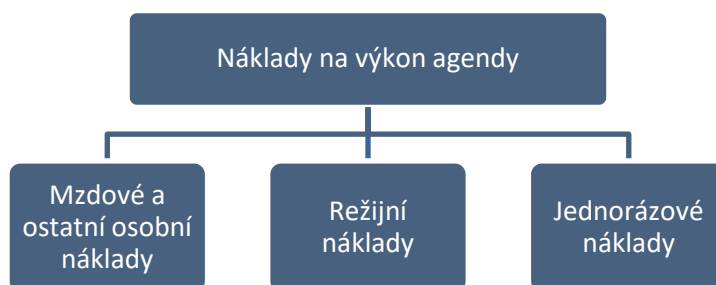 Náklady na výkon agendy
Mzdové a
ostatní osobní
náklady
Režijní
náklady
Jednorázové
náklady